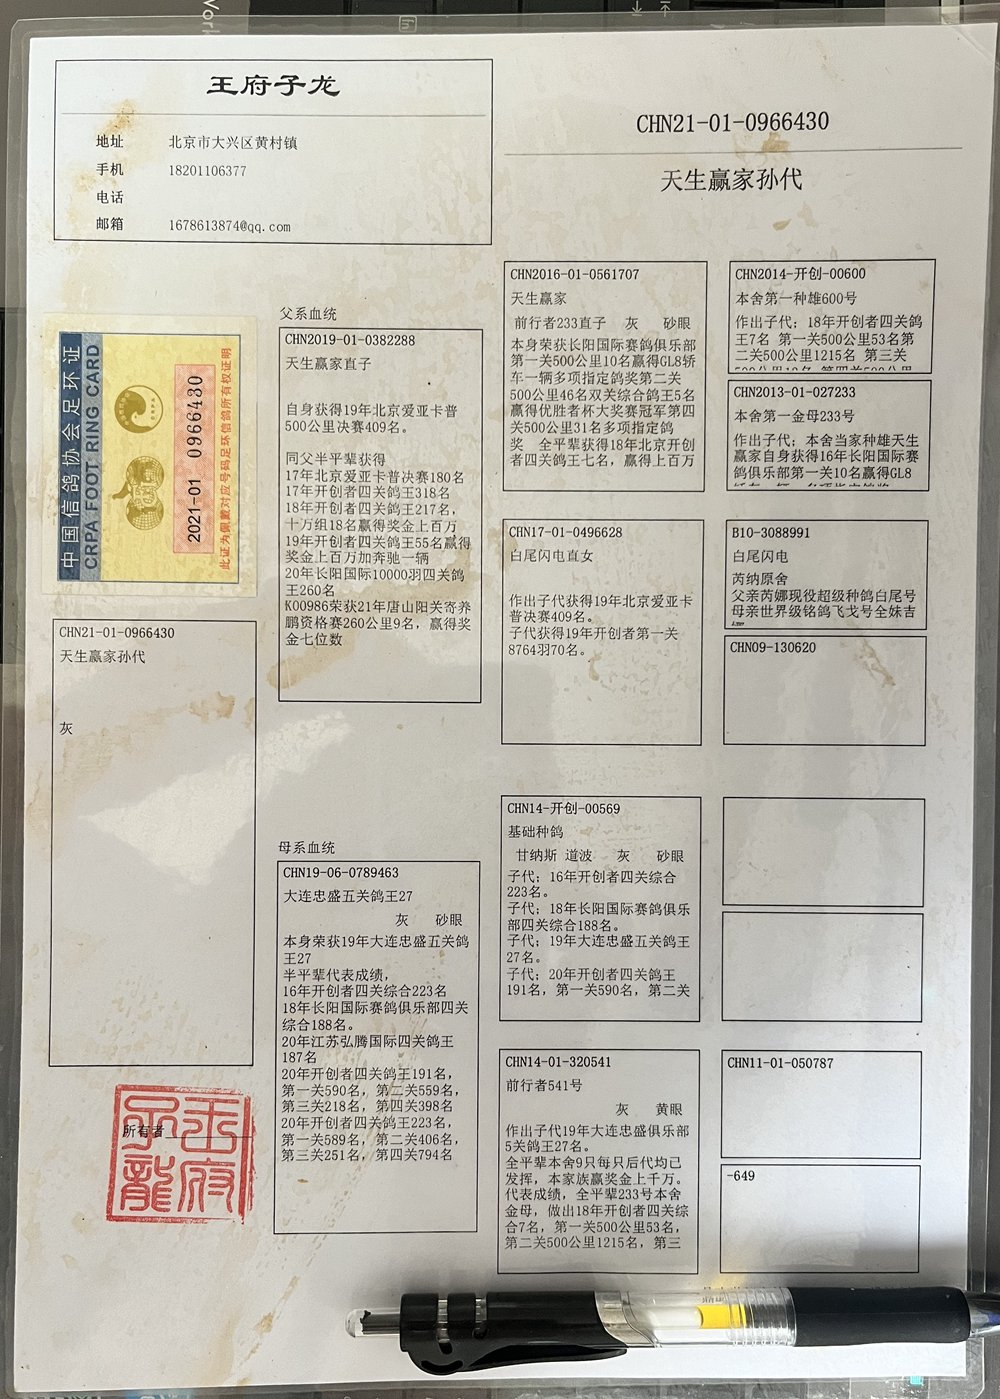 王府子龙
地址 北京市大兴区黄村镇
手机 18201106377
电话
邮箱 1678613874@qq.com
CHN21-01-0966430
天生赢家孙代
中国信鸽协会足环证
CRPA FOOT RING CARD
2021-01 0966430
此证为佩戴对应号码足环信鸽所有权证明
CHN21-01-0966430
天生赢家孙代
灰
所有者
王府
子龍
父系血统
CHN2019-01-0382288
天生赢家直子
自身获得19年北京爱亚卡普
500公里决赛409名。
同父半平辈获得
17年北京爱亚卡普决赛180名
17年开创者四关鸽王318名
18年开创者四关鸽王217名,
十万组18名赢得奖金上百万
19年开创者四关鸽王55名赢得
奖金上百万加奔驰一辆
20年长阳国际10000羽四关鸽
王260名
K00986荣获21年唐山阳关寄养
鹏资格赛260公里9名, 赢得奖
金七位数
母系血统
CHN19-06-0789463
大连忠盛五关鸽王27
灰 砂眼
本身荣获19年大连忠盛五关鸽
王27
半平辈代表成绩,
16年开创者四关综合223名
18年长阳国际赛鸽俱乐部四关
综合188名。
20年江苏弘腾国际四关鸽王
187名
20年开创者四关鸽王191名,
第一关590名, 第二关559名,
第三关218名, 第四关398名
20年开创者四关鸽王223名,
第一关589名, 第二关406名,
第三关251名, 第四关794名
CHN2016-01-0561707
天生赢家
前行者233直子 灰 砂眼
本身荣获长阳国际赛鸽俱乐部
第一关500公里10名赢得GL8轿
车一辆多项指定鸽奖第二关
500公里46名双关综合鸽王5名
赢得优胜者杯大奖赛冠军第四
关500公里31名多项指定鸽
奖 全平辈获得18年北京开创
者四关鸽王七名, 赢得上百万
CHN17-01-0496628
白尾闪电直女
作出子代获得19年北京爱亚卡
普决赛409名。
子代获得19年开创者第一关
8764羽70名。
CHN14-开创-00569
基础种鸽
甘纳斯 道波 灰 砂眼
子代; 16年开创者四关综合
223名。
子代; 18年长阳国际赛鸽俱乐
部四关综合188名。
子代; 19年大连忠盛五关鸽王
27名。
子代; 20年开创者四关鸽王
191名, 第一关590名, 第二关
CHN14-01-320541
前行者541号
灰 黄眼
作出子代19年大连忠盛俱乐部
5关鸽王27名。
全平辈本舍9只每只后代均已
发挥, 本家族赢奖金上千万。
代表成绩, 全平辈233号本舍
金母, 做出18年开创者四关综
合7名, 第一关500公里53名,
第二关500公里1215名, 第三
CHN2014-开创-00600
本舍第一种雄600号
作出子代; 18年开创者四关鸽
王7名 第一关500公里53名第
二关500公里1215名 第三关
CHN2013-01-027233
本舍第一金母233号
作出子代; 本舍当家种雄天生
赢家自身获得16年长阳国际赛
鸽俱乐部第一关10名赢得GL8
B10-3088991
白尾闪电
芮纳原舍
父亲芮娜现役超级种鸽白尾号
母亲世界级铭鸽飞戈号全妹吉
CHN09-130620
CHN11-01-050787
-649